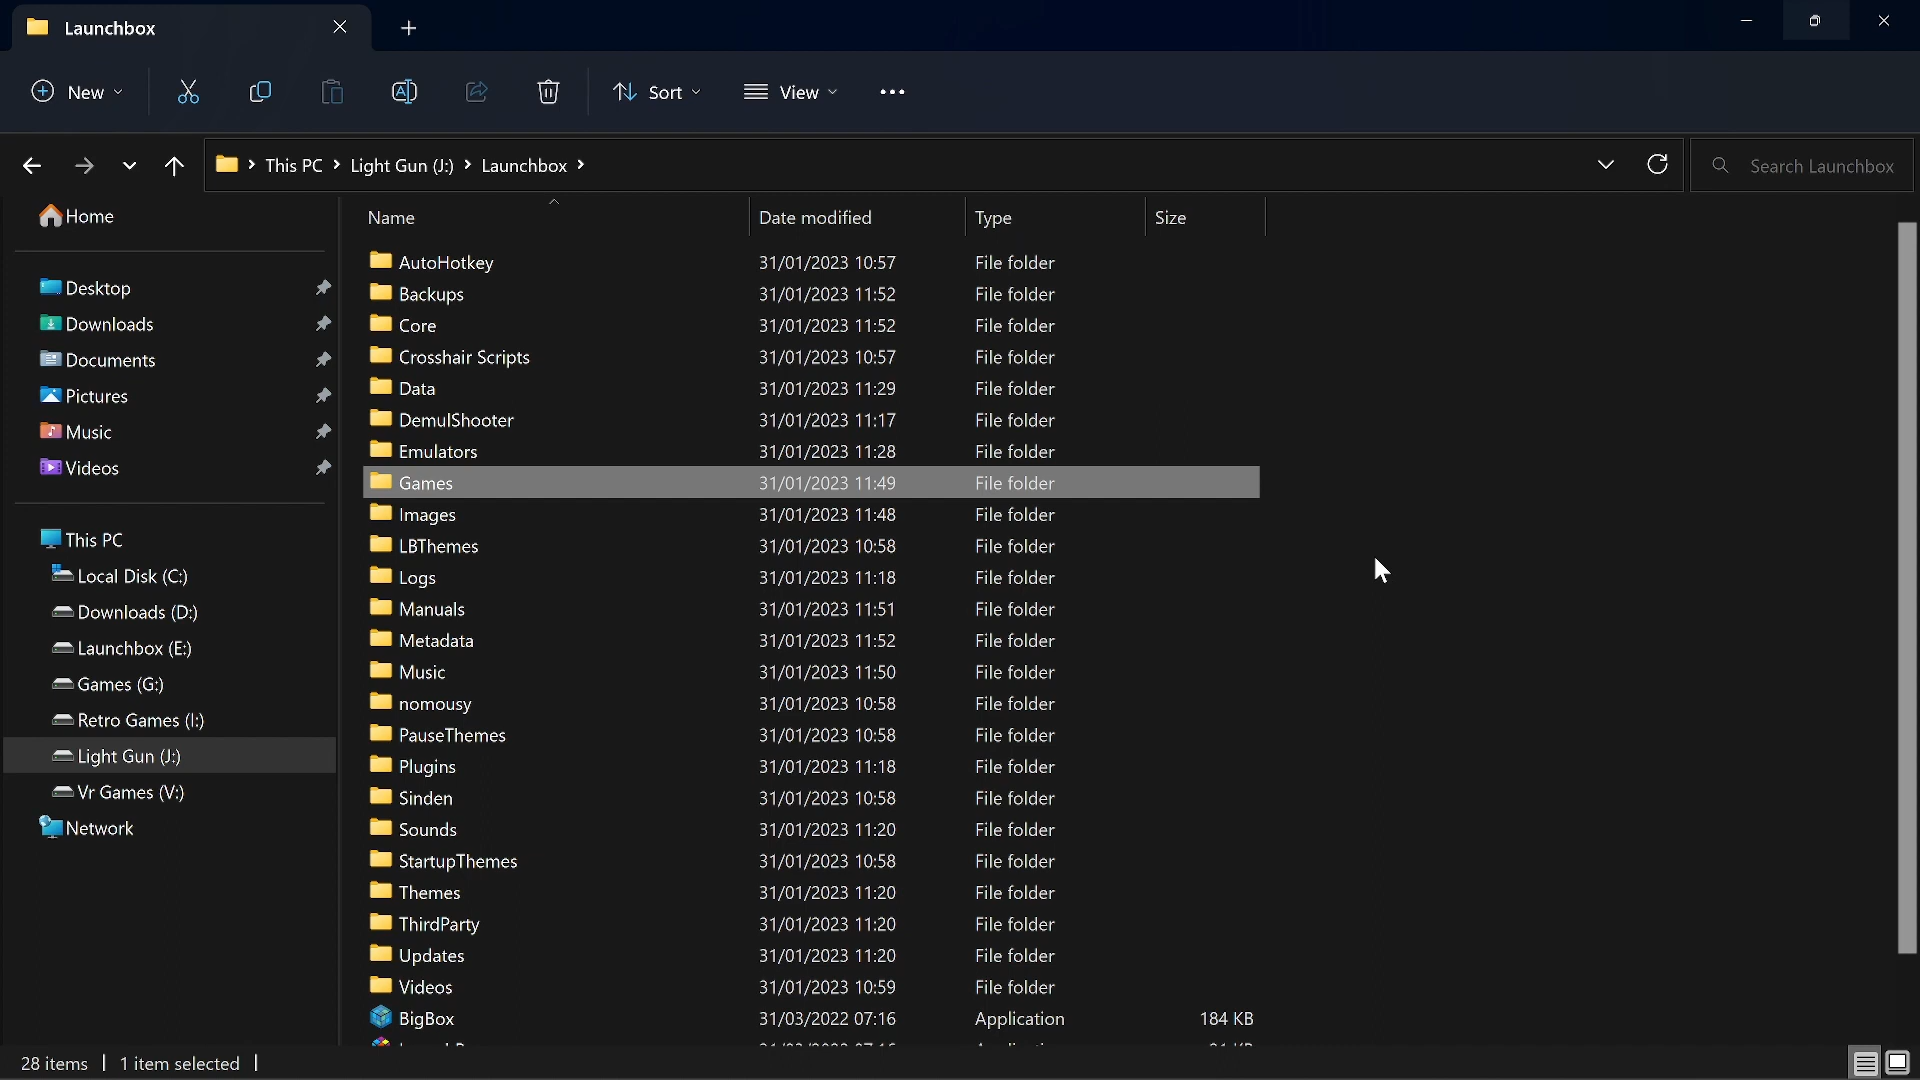 Launchbox
New
Sort
View
This PC > Light Gun (J:) > Launchbox >
Search Launchbox
Home
Desktop
Downloads
Documents
Pictures
Music
Videos
This PC
Local Disk (C:)
Downloads (D:)
Launchbox (E:)
Games (G:)
Retro Games (I:)
Light Gun (J:)
Vr Games (V:)
Network
Name Date modified Type Size
AutoHotkey 31/01/2023 10:57 File folder
Backups 31/01/2023 11:52 File folder
Core 31/01/2023 11:52 File folder
Crosshair Scripts 31/01/2023 10:57 File folder
Data 31/01/2023 11:29 File folder
DemulShooter 31/01/2023 11:17 File folder
Emulators 31/01/2023 11:28 File folder
Games 31/01/2023 11:49 File folder
Images 31/01/2023 11:48 File folder
LBThemes 31/01/2023 10:58 File folder
Logs 31/01/2023 11:18 File folder
Manuals 31/01/2023 11:51 File folder
Metadata 31/01/2023 11:52 File folder
Music 31/01/2023 11:50 File folder
nomousy 31/01/2023 10:58 File folder
PauseThemes 31/01/2023 10:58 File folder
Plugins 31/01/2023 11:18 File folder
Sinden 31/01/2023 10:58 File folder
Sounds 31/01/2023 11:20 File folder
StartupThemes 31/01/2023 10:58 File folder
Themes 31/01/2023 11:20 File folder
ThirdParty 31/01/2023 11:20 File folder
Updates 31/01/2023 11:20 File folder
Videos 31/01/2023 10:59 File folder
BigBox 31/03/2022 07:16 Application 184 KB
28 items | 1 item selected |